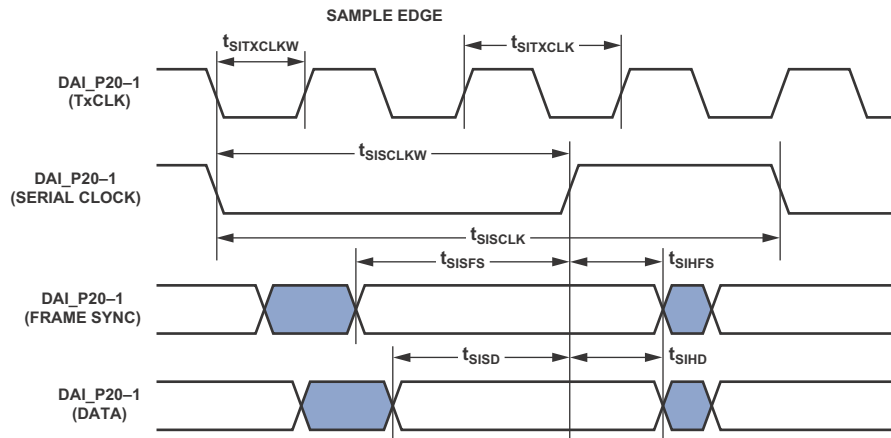 SAMPLE EDGE
tSITXCLKW
tSITXCLK
DAI_P20–1
(TxCLK)
tSISCLKW
DAI_P20–1
(SERIAL CLOCK)
tSISCLK
tSISFS
tSIHFS
DAI_P20–1
(FRAME SYNC)
tSISD
tSIHD
DAI_P20–1
(DATA)